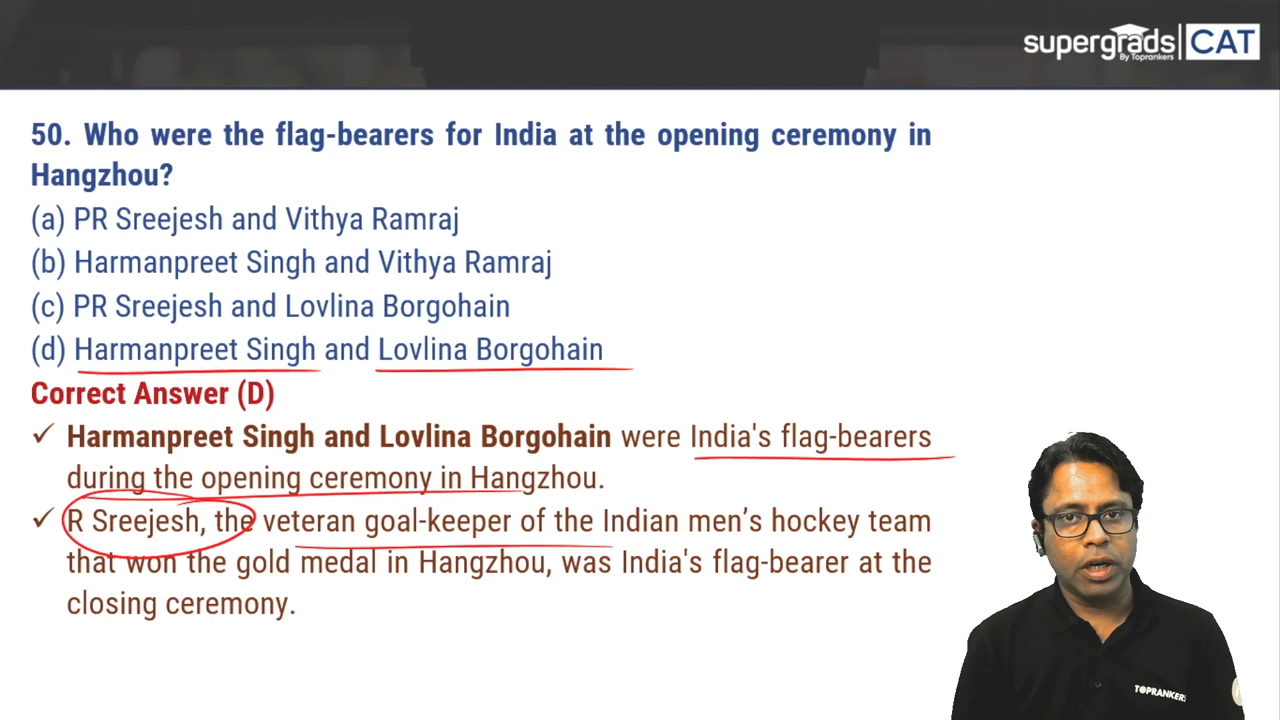 supergrads
By Toprankers
CAT
50. Who were the flag-bearers for India at the opening ceremony in
Hangzhou?
(a) PR Sreejesh and Vithya Ramraj
(b) Harmanpreet Singh and Vithya Ramraj
(c) PR Sreejesh and Lovlina Borgohain
(d) Harmanpreet Singh and Lovlina Borgohain
Correct Answer (D)
✓ Harmanpreet Singh and Lovlina Borgohain were India's flag-bearers
during the opening ceremony in Hangzhou.
✓ R Sreejesh, the veteran goal-keeper of the Indian men’s hockey team
that won the gold medal in Hangzhou, was India's flag-bearer at the
closing ceremony.
TOPRANKERS